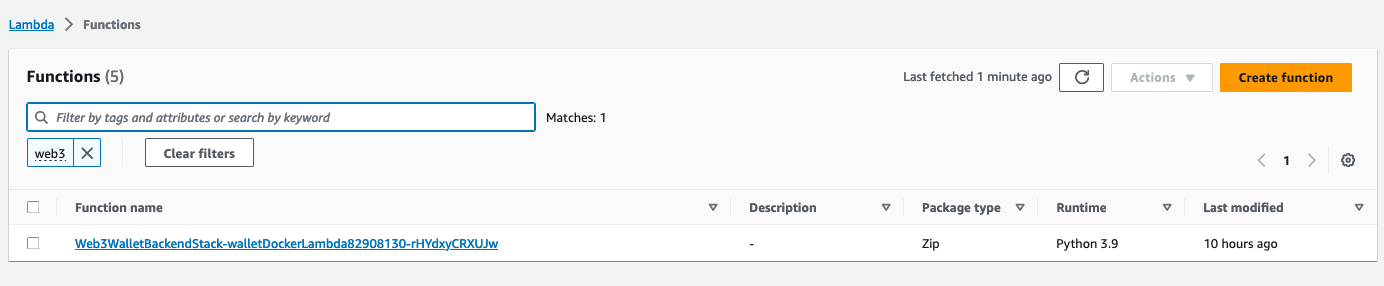 Lambda > Functions
Functions (5)
Last fetched 1 minute ago
Actions
Create function
Filter by tags and attributes or search by keyword
Matches: 1
web3
Clear filters
1
Function name
Description
Package type
Runtime
Last modified
Web3WalletBackendStack-walletDockerLambda82908130-rHYdxyCRXUJw
-
Zip
Python 3.9
10 hours ago